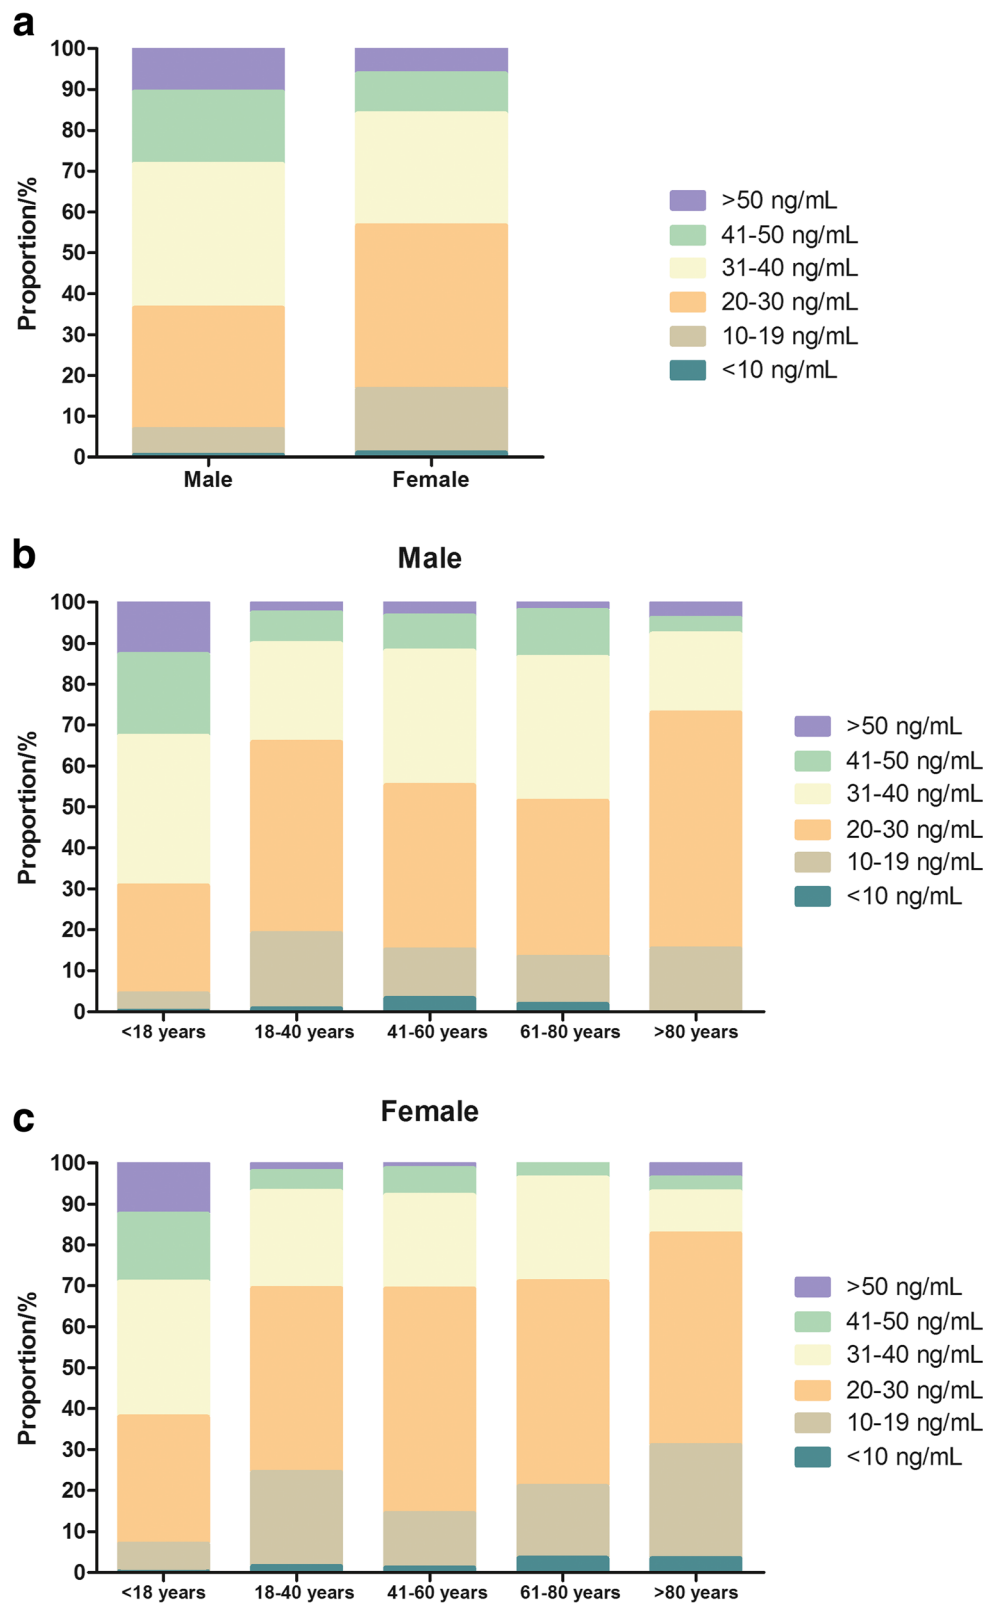 a
100
90
80
70
60
50
40
30
20
10
0
Proportion/%
Male
Female
>50 ng/mL
41-50 ng/mL
31-40 ng/mL
20-30 ng/mL
10-19 ng/mL
<10 ng/mL
b
Male
100
90
80
70
60
50
40
30
20
10
0
Proportion/%
<18 years
18-40 years
41-60 years
61-80 years
>80 years
>50 ng/mL
41-50 ng/mL
31-40 ng/mL
20-30 ng/mL
10-19 ng/mL
<10 ng/mL
c
Female
100
90
80
70
60
50
40
30
20
10
0
Proportion/%
<18 years
18-40 years
41-60 years
61-80 years
>80 years
>50 ng/mL
41-50 ng/mL
31-40 ng/mL
20-30 ng/mL
10-19 ng/mL
<10 ng/mL